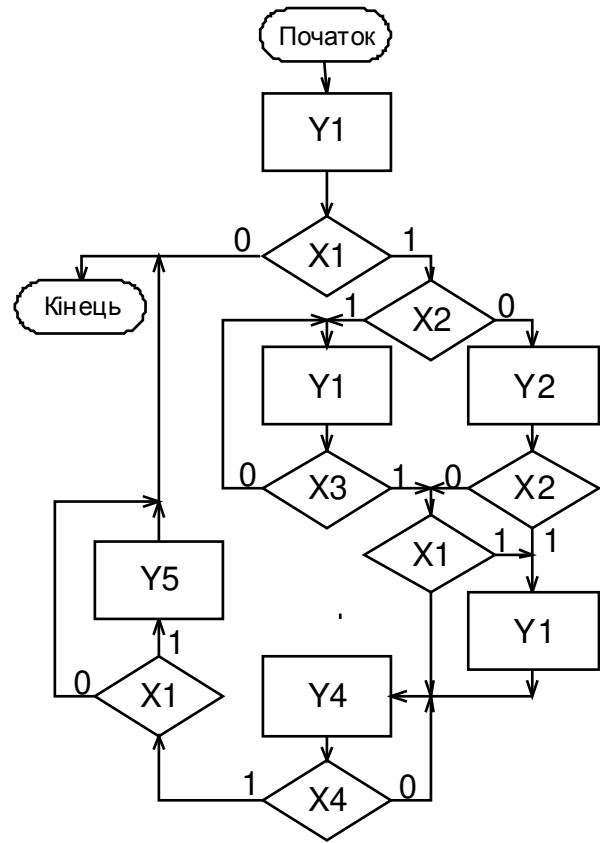 Початок
Y1
0 X1 1
Кінець
1 X2 0
Y1
Y2
0 X3 1
0 X2 1
X1 1
Y5
Y1
1
0 X1
Y4
1 X4 0